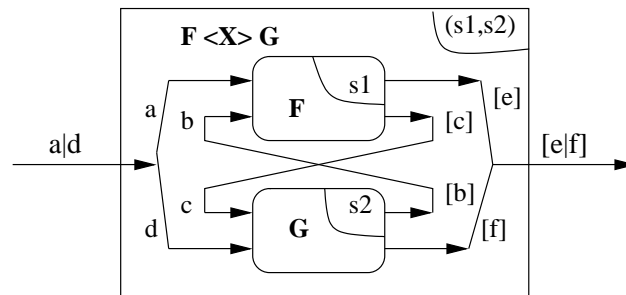 F <X> G
(s1,s2)
a
s1
[e]
b
F
[c]
a|d
[e|f]
c
s2
[b]
d
G
[f]